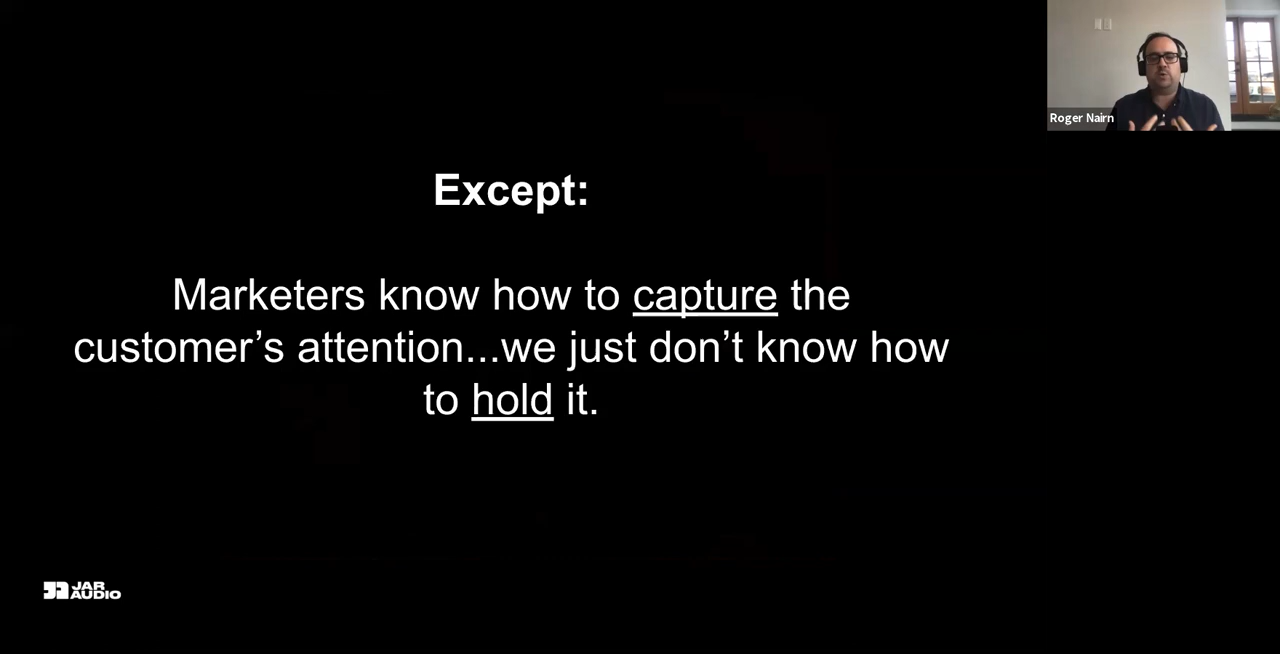 Roger Nairn
Except:
Marketers know how to capture the
customer’s attention...we just don’t know how
to hold it.
JAR
AUDIO